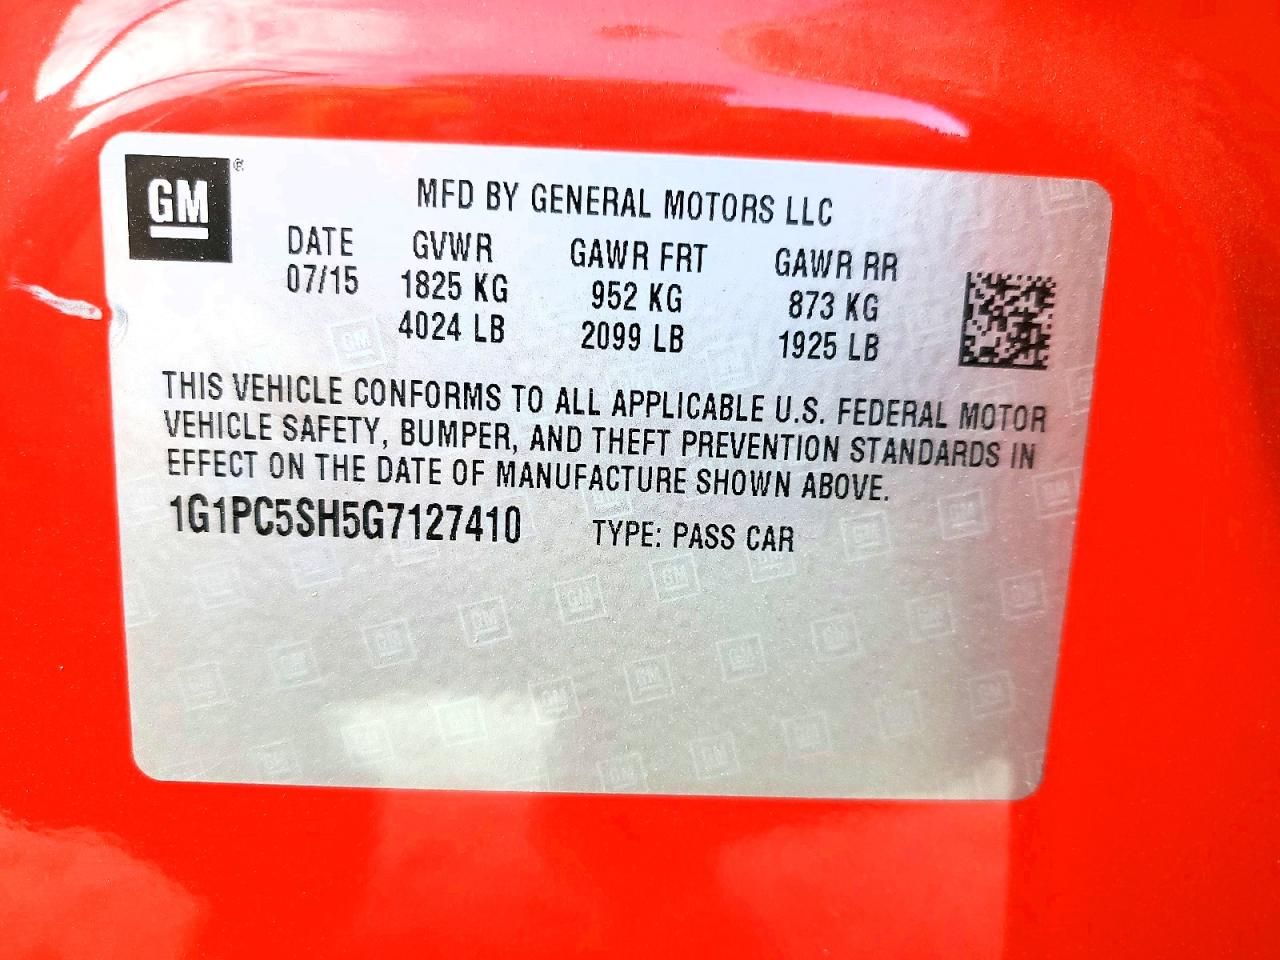 GM®
MFD BY GENERAL MOTORS LLC
DATE GVWR GAWR FRT GAWR RR
07/15 1825 KG 952 KG 873 KG
4024 LB 2099 LB 1925 LB
THIS VEHICLE CONFORMS TO ALL APPLICABLE U.S. FEDERAL MOTOR
VEHICLE SAFETY, BUMPER, AND THEFT PREVENTION STANDARDS IN
EFFECT ON THE DATE OF MANUFACTURE SHOWN ABOVE.
1G1PC5SH5G7127410 TYPE: PASS CAR